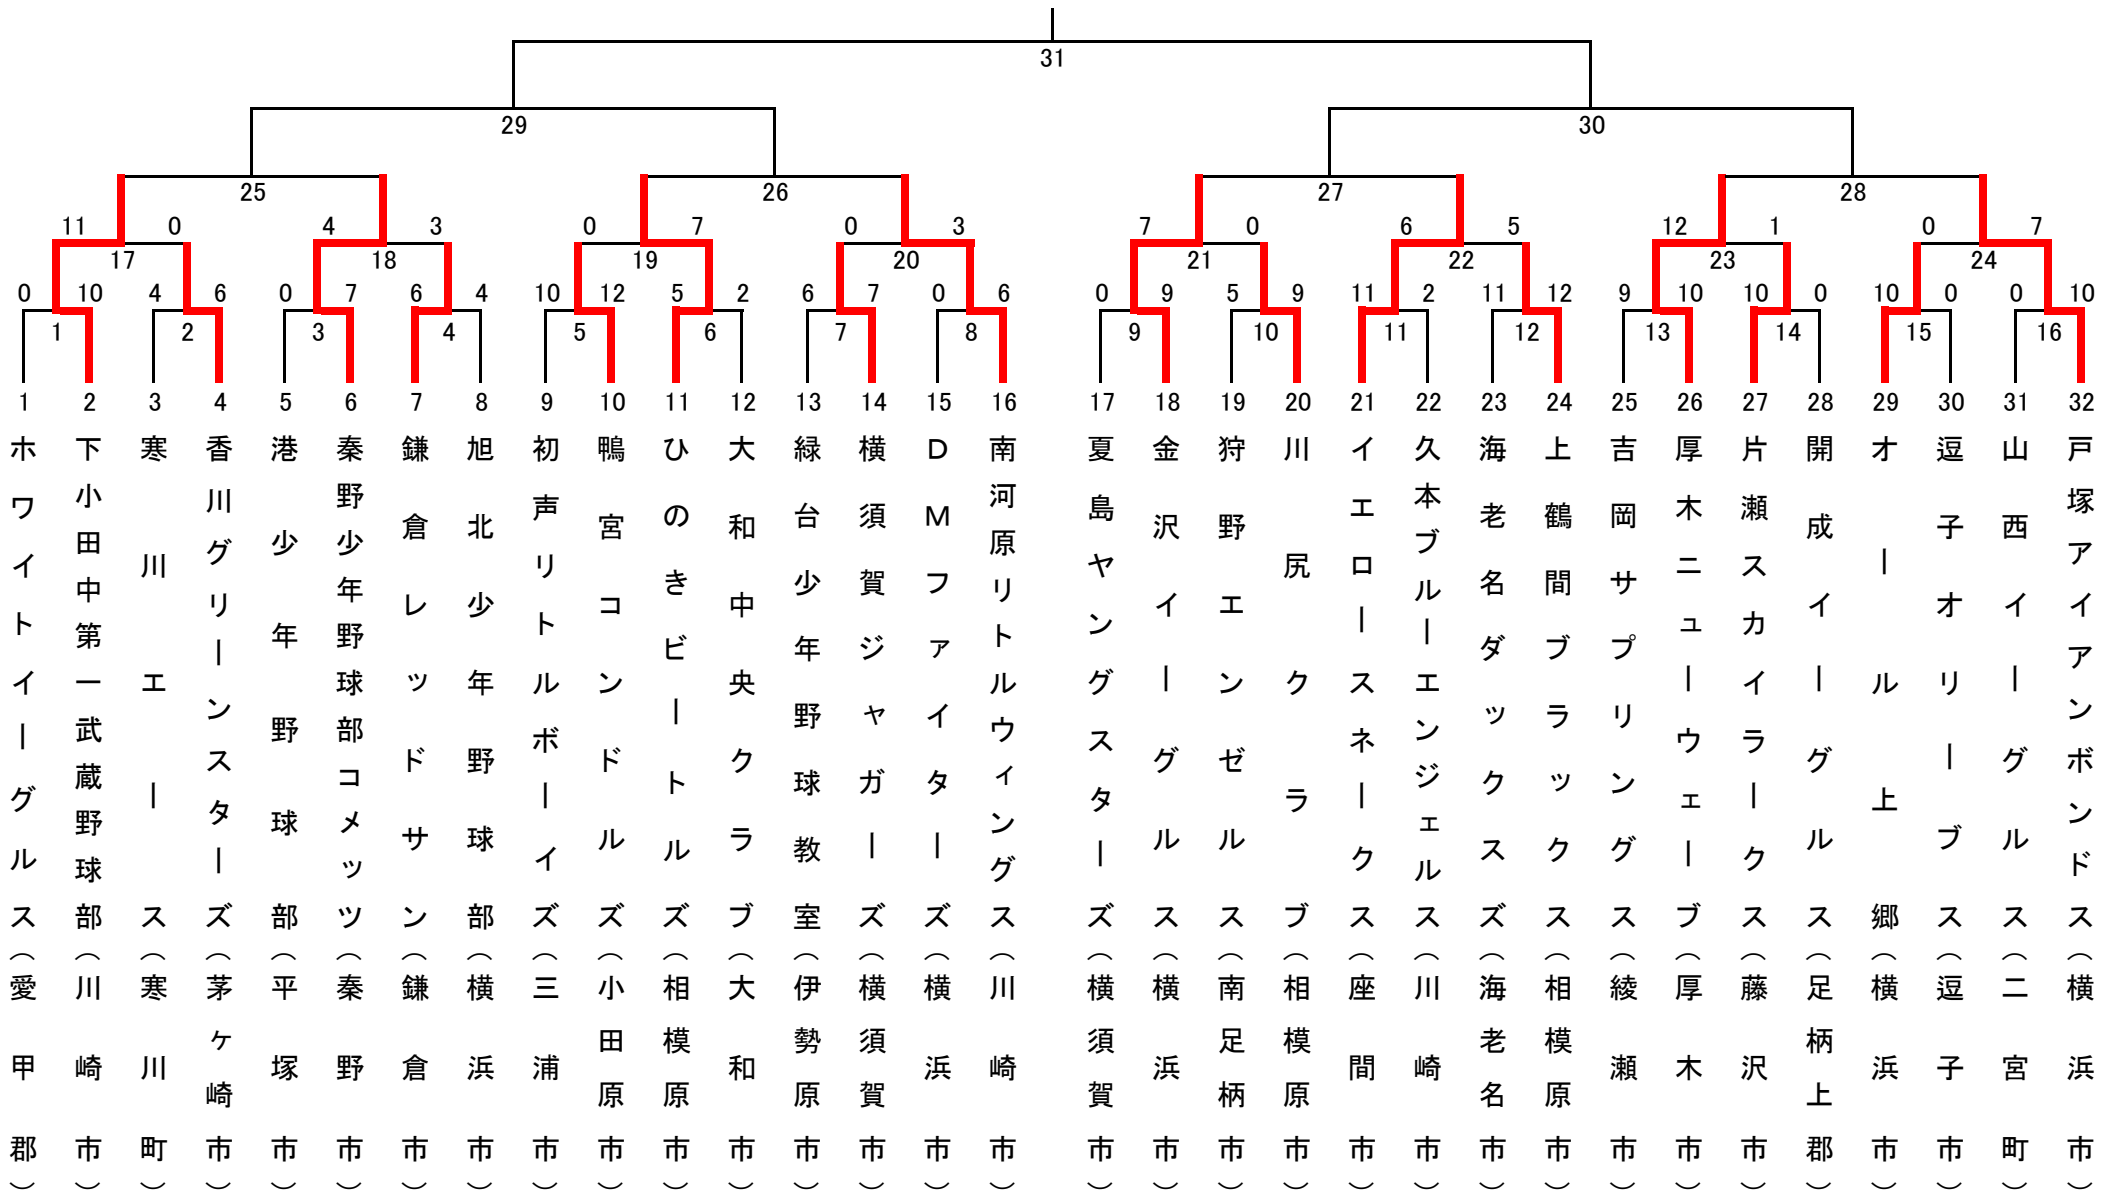 31
29 30
25 26 27 28
11 0 4 3 0 7 0 3 7 0 6 5 12 1 0 7
17 18 19 20 21 22 23 24
0 10 4 6 0 7 6 4 10 12 5 2 6 7 0 6 0 9 5 9 11 2 11 12 9 10 10 0 10 0 0 10
1 2 3 4 5 6 7 8 9 10 11 12 13 14 15 16
1 2 3 4 5 6 7 8 9 10 11 12 13 14 15 16 17 18 19 20 21 22 23 24 25 26 27 28 29 30 31 32
ホワイトイーグルス（愛甲郡）
下小田中第一武蔵野球部（川崎市）
寒川エース（寒川町）
香川グリーンスターズ（茅ヶ崎市）
港少年野球部（平塚市）
秦野少年野球部コメッツ（秦野市）
鎌倉レッドサン（鎌倉市）
旭北少年野球部（横浜市）
初声リトルボーイズ（三浦市）
鴨宮コンドルズ（小田原市）
ひのきビートルズ（相模原市）
大和中央クラブ（大和市）
緑台少年野球教室（伊勢原市）
横須賀ジャガーズ（横須賀市）
ＤＭファイターズ（横浜市）
南河原リトルウィングス（川崎市）
夏島ヤングスターズ（横須賀市）
金沢イーグルス（横浜市）
狩野エンゼルス（南足柄市）
川尻クラブ（相模原市）
イエロースネークス（座間市）
久本ブルーエンジェルス（川崎市）
海老名ダックスズ（海老名市）
上鶴間ブラックス（相模原市）
吉岡サプリングス（綾瀬市）
厚木ニューウェーブ（厚木市）
片瀬スカイラークス（藤沢市）
開成イーグルス（足柄上郡）
オール上郷（横浜市）
逗子オリーブス（逗子市）
山西イーグルス（二宮町）
戸塚アイアンボンドス（横浜市）